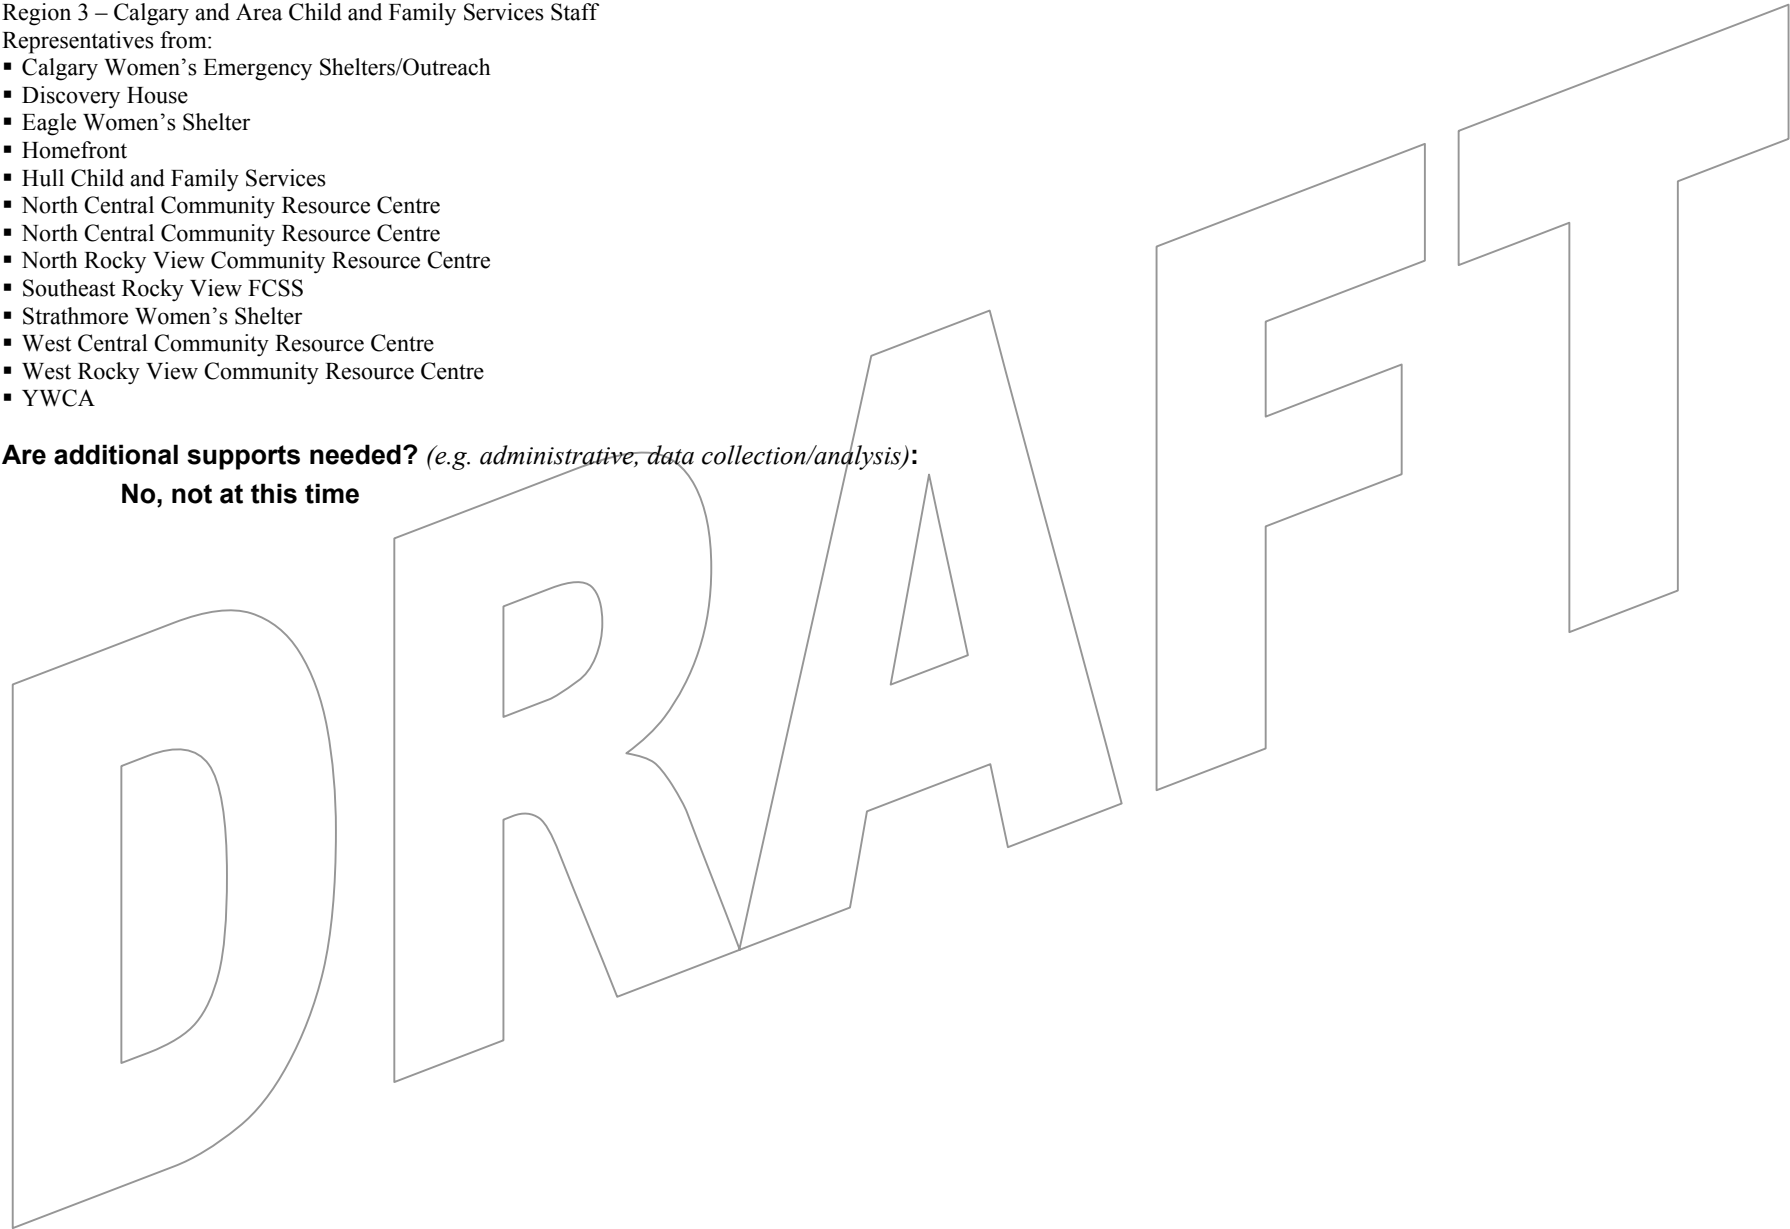 Region 3 – Calgary and Area Child and Family Services Staff
Representatives from:
▪ Calgary Women’s Emergency Shelters/Outreach
▪ Discovery House
▪ Eagle Women’s Shelter
▪ Homefront
▪ Hull Child and Family Services
▪ North Central Community Resource Centre
▪ North Central Community Resource Centre
▪ North Rocky View Community Resource Centre
▪ Southeast Rocky View FCSS
▪ Strathmore Women’s Shelter
▪ West Central Community Resource Centre
▪ West Rocky View Community Resource Centre
▪ YWCA
Are additional supports needed? (e.g. administrative, data collection/analysis):
No, not at this time
DRAFT